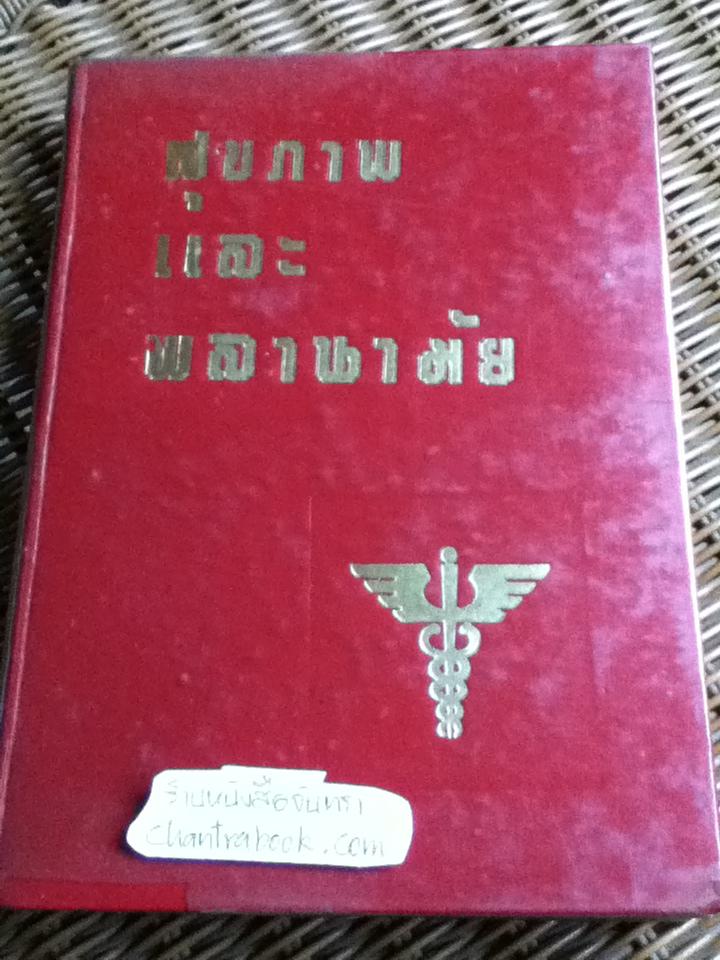 สุขภาพ
และ
พลานามัย
ร้านหนังสือจันทรา
chantrabook.com